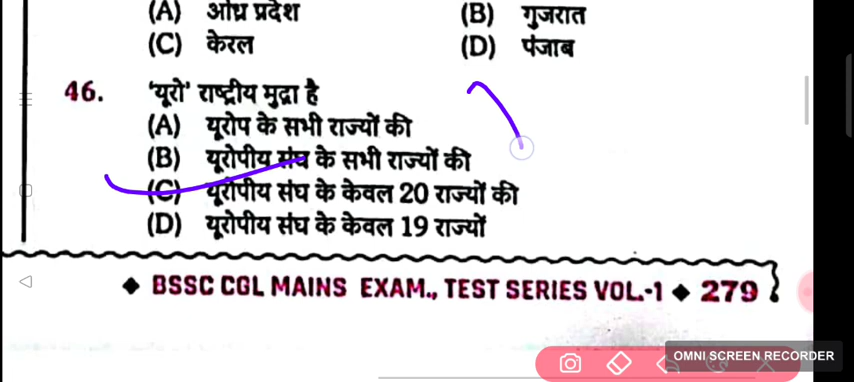 (A) आंध्र प्रदेश (B) गुजरात
(C) केरल (D) पंजाब
46. 'यूरो' राष्ट्रीय मुद्रा है
(A) यूरोप के सभी राज्यों की
(B) यूरोपीय संघ के सभी राज्यों की
(C) यूरोपीय संघ के केवल 20 राज्यों की
(D) यूरोपीय संघ के केवल 19 राज्यों
◆ BSSC CGL MAINS EXAM., TEST SERIES VOL.-1 ◆ 279
OMNI SCREEN RECORDER